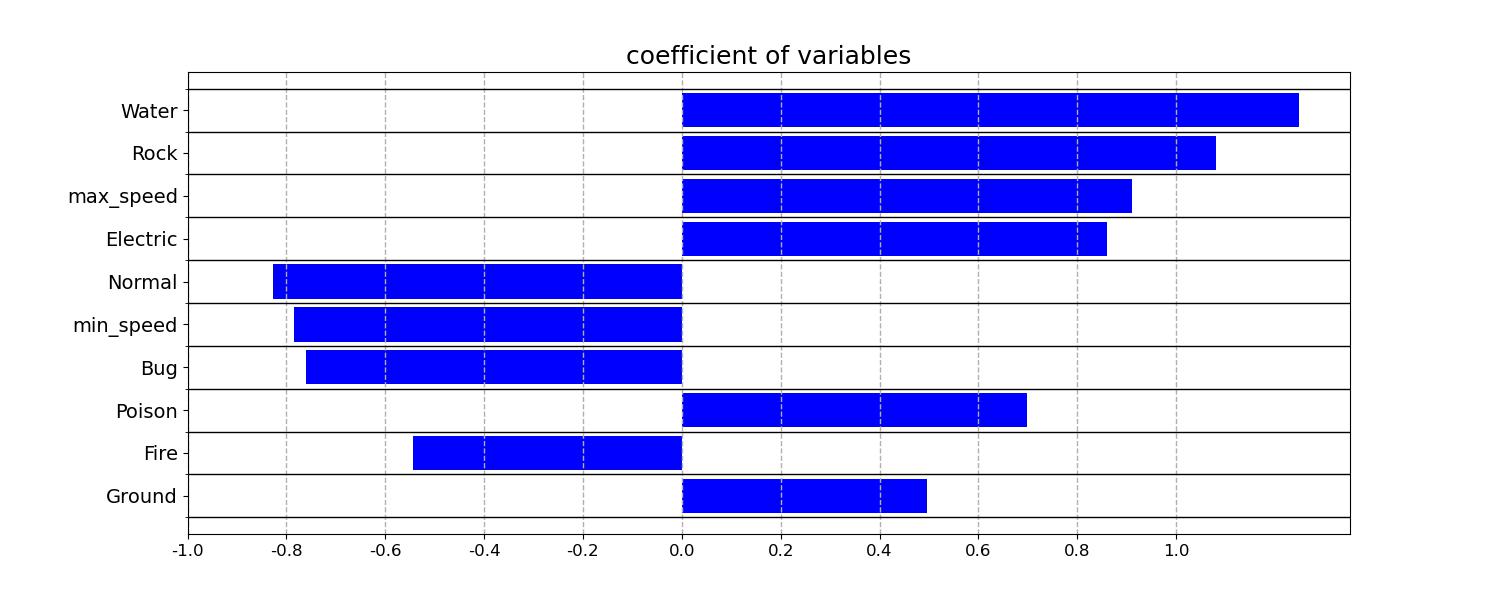 coefficient of variables
Water
Rock
max_speed
Electric
Normal
min_speed
Bug
Poison
Fire
Ground
-1.0 -0.8 -0.6 -0.4 -0.2 0.0 0.2 0.4 0.6 0.8 1.0